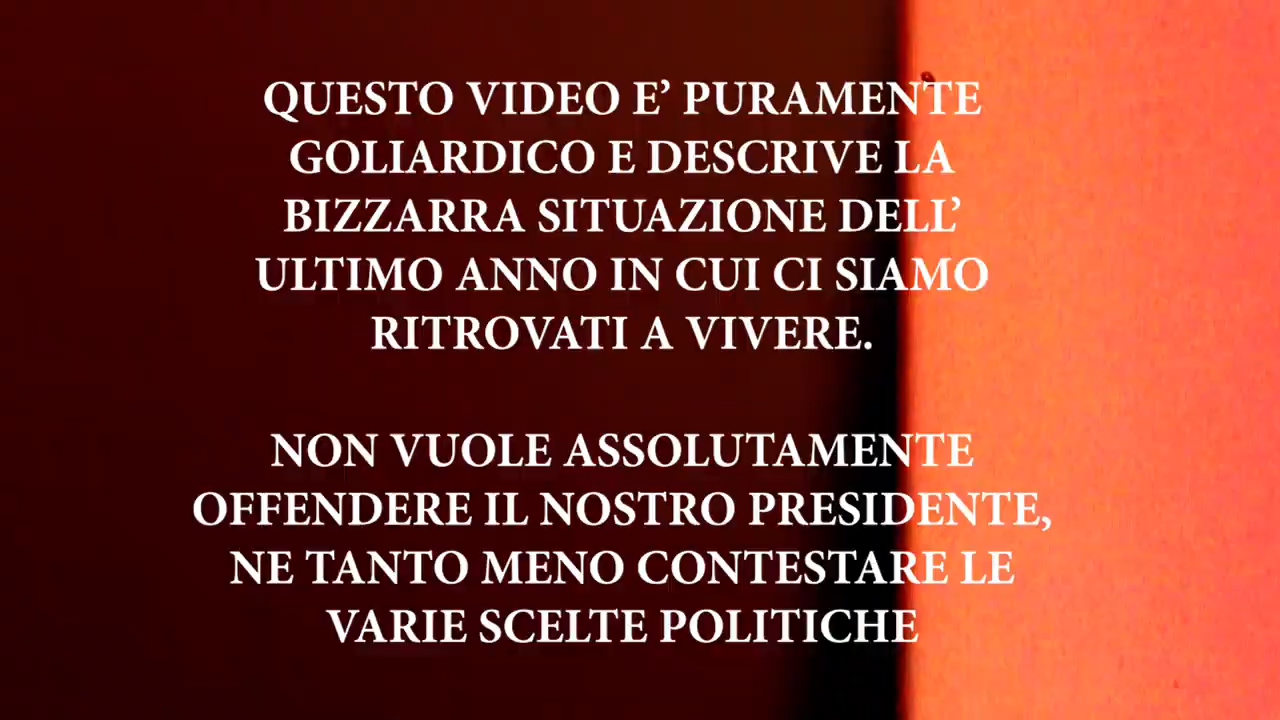 QUESTO VIDEO E’ PURAMENTE
GOLIARDICO E DESCRIVE LA
BIZZARRA SITUAZIONE DELL’
ULTIMO ANNO IN CUI CI SIAMO
RITROVATI A VIVERE.
NON VUOLE ASSOLUTAMENTE
OFFENDERE IL NOSTRO PRESIDENTE,
NE TANTO MENO CONTESTARE LE
VARIE SCELTE POLITICHE